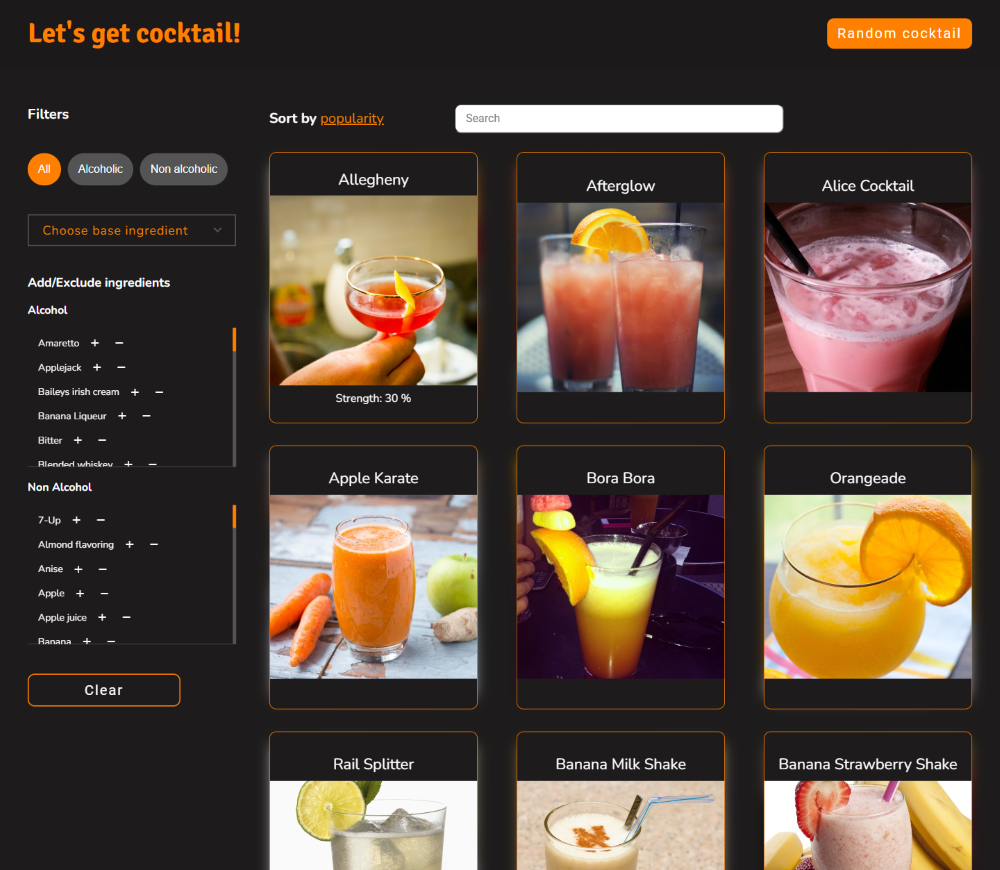 Let's get cocktail!
Random cocktail
Filters
All
Alcoholic
Non alcoholic
Choose base ingredient
Add/Exclude ingredients
Alcohol
Amaretto + −
Applejack + −
Baileys irish cream + −
Banana Liqueur + −
Bitter + −
Blended whiskey + −
Non Alcohol
7-Up + −
Almond flavoring + −
Anise + −
Apple + −
Apple juice + −
Banana + −
Clear
Sort by popularity
Search
Allegheny
Strength: 30 %
Afterglow
Alice Cocktail
Apple Karate
Bora Bora
Orangeade
Rail Splitter
Banana Milk Shake
Banana Strawberry Shake